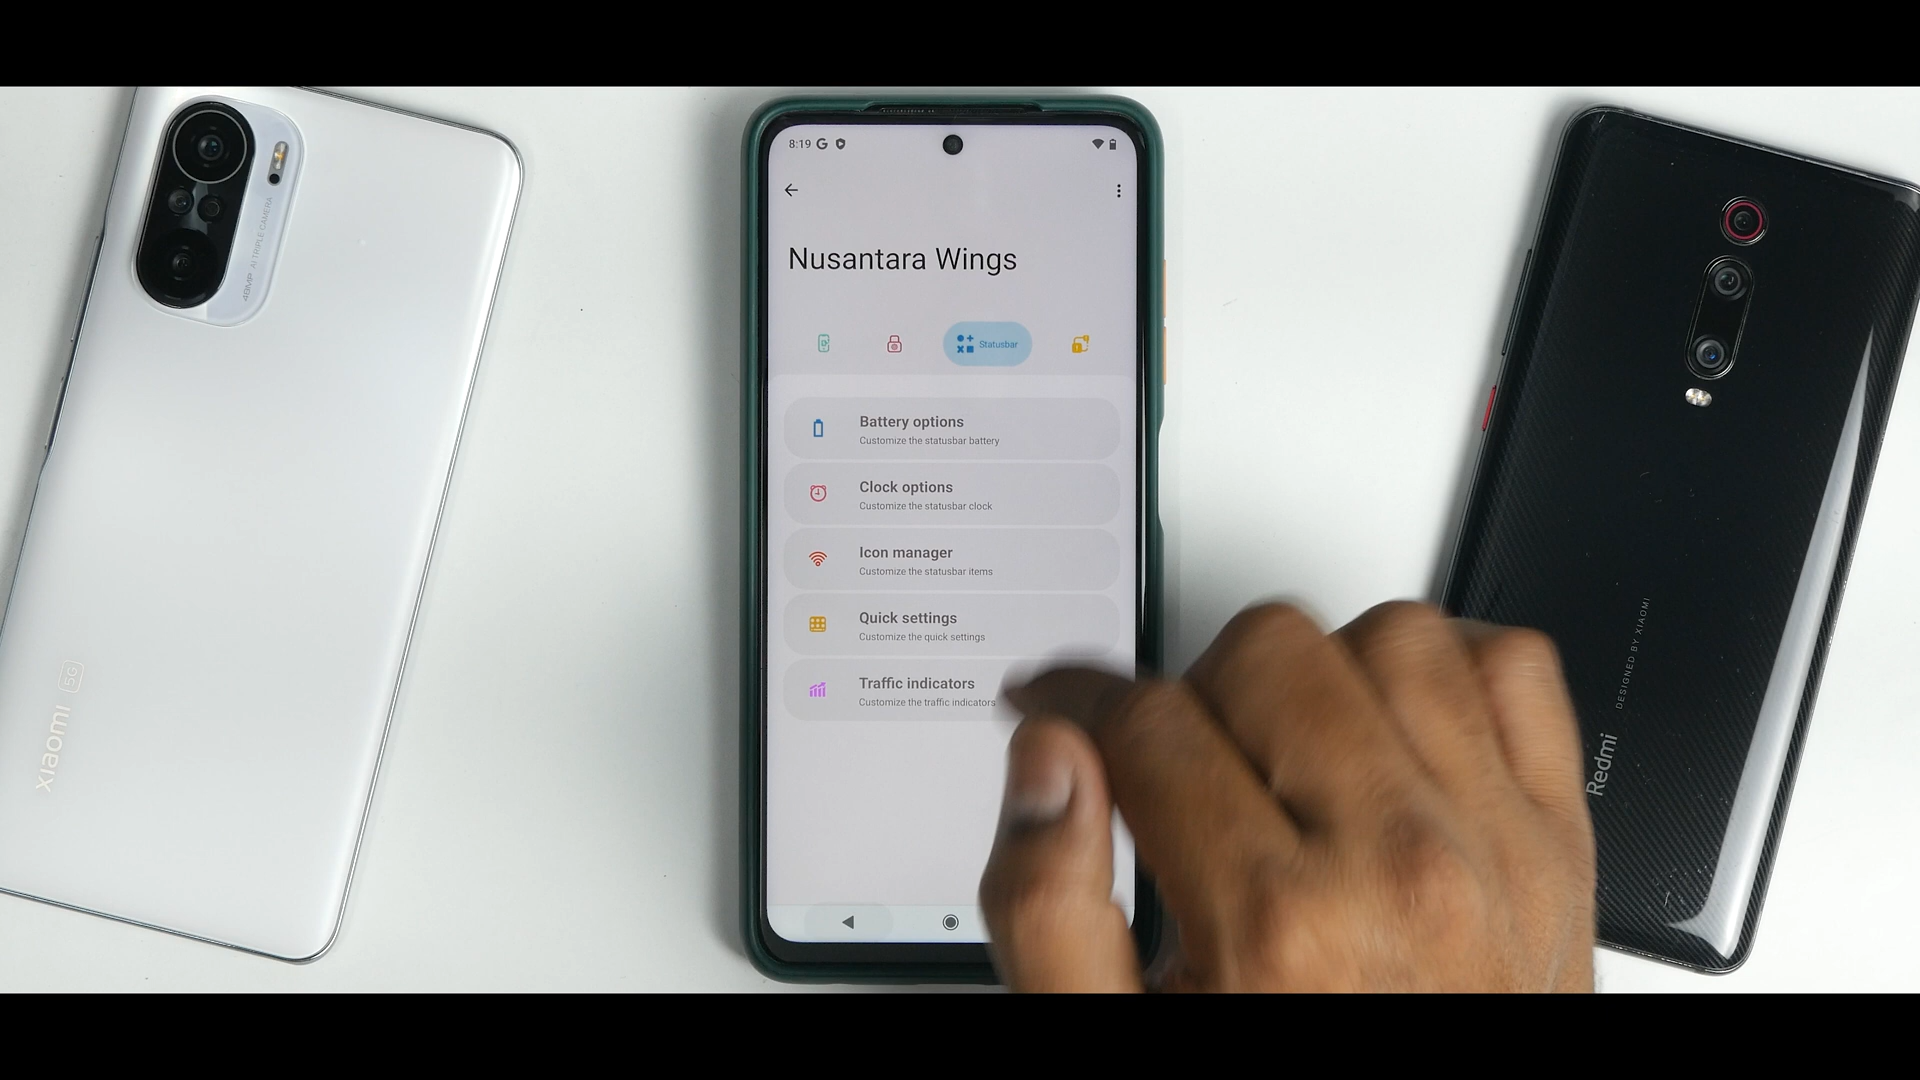 48MP AI TRIPLE CAMERA
xiaomi 5G
8:19
Nusantara Wings
Statusbar
Battery options
Customize the statusbar battery
Clock options
Customize the statusbar clock
Icon manager
Customize the statusbar items
Quick settings
Customize the quick settings
Traffic indicators
Customize the traffic indicators
Redmi DESIGNED BY XIAOMI